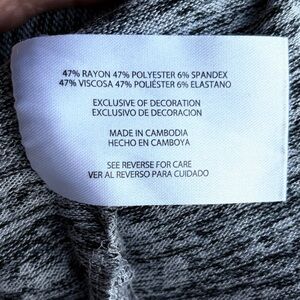 47% RAYON 47% POLYESTER 6% SPANDEX
47% VISCOSA 47% POLIÉSTER 6% ELASTANO
EXCLUSIVE OF DECORATION
EXCLUSIVO DE DECORACION
MADE IN CAMBODIA
HECHO EN CAMBOYA
SEE REVERSE FOR CARE
VER AL REVERSO PARA CUIDADO